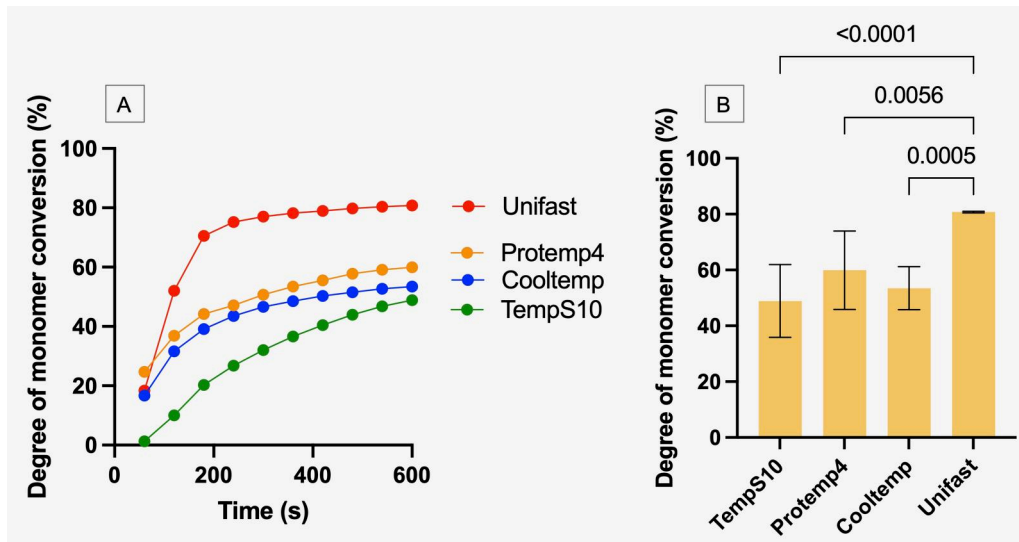 A
Degree of monomer conversion (%)
100
80
60
40
20
0
0
200
400
600
Time (s)
Unifast
Protemp4
Cooltemp
TempS10
B
<0.0001
0.0056
0.0005
Degree of monomer conversion (%)
100
80
60
40
20
0
TempS10
Protemp4
Cooltemp
Unifast